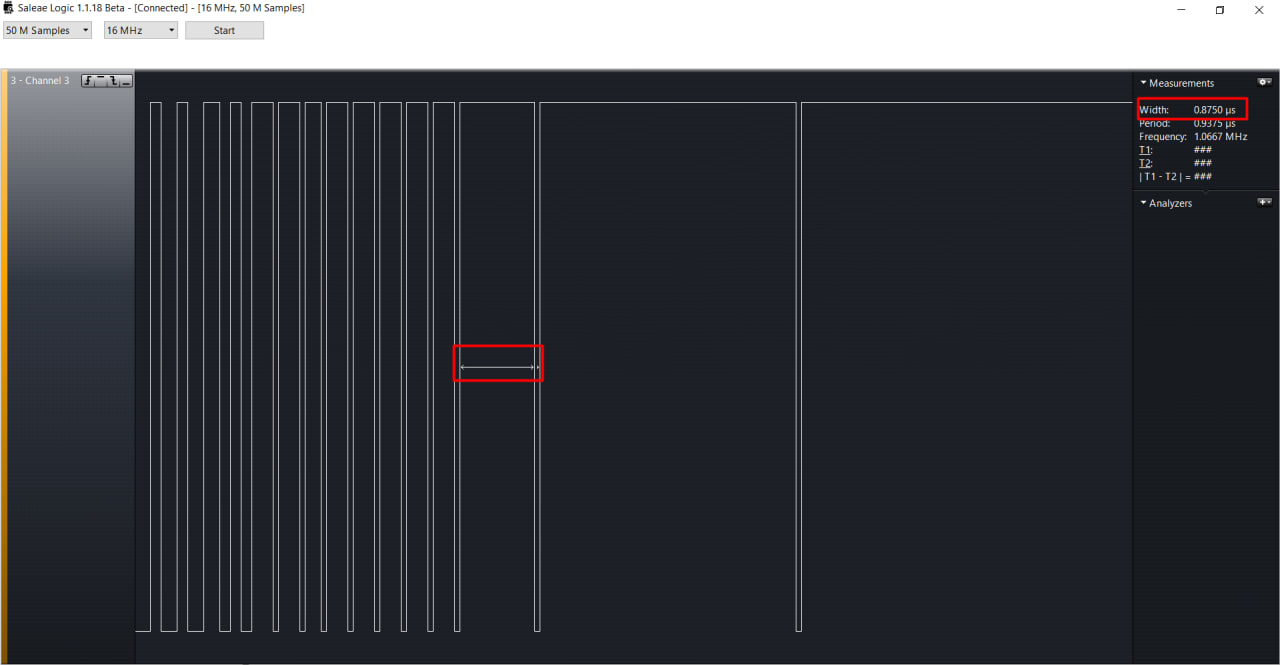 Saleae Logic 1.1.18 Beta - [Connected] - [16 MHz, 50 M Samples]
50 M Samples 16 MHz Start
3 - Channel 3
Measurements
Width: 0.8750 µs
Period: 0.9375 µs
Frequency: 1.0667 MHz
T1: ###
T2: ###
| T1 - T2 | = ###
Analyzers